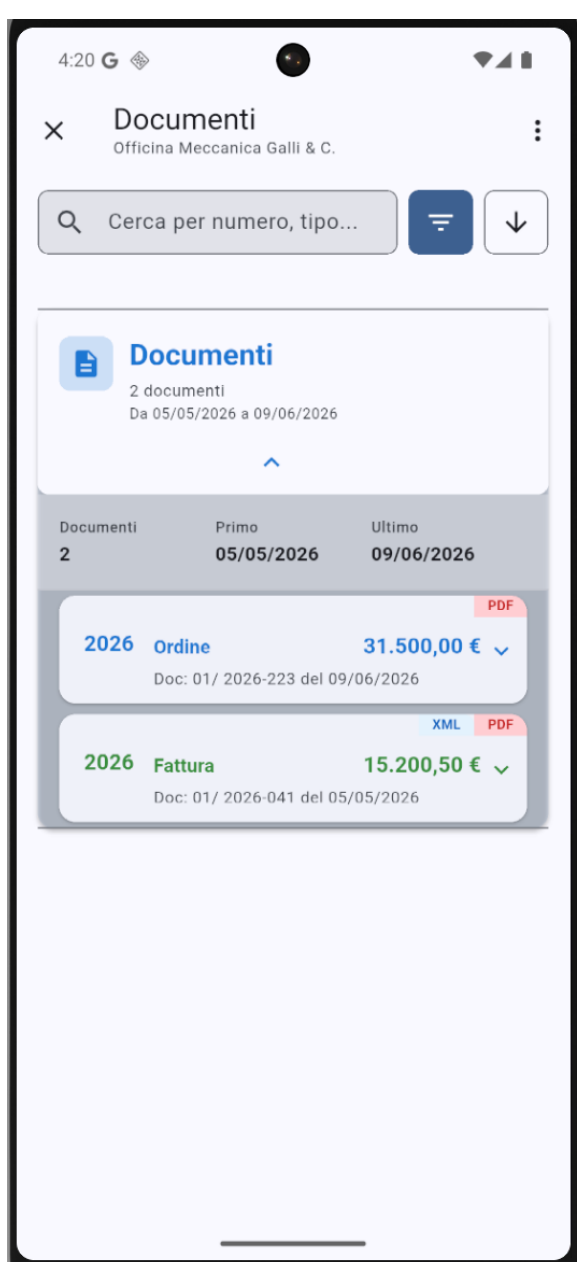 4:20 G
Documenti
Officina Meccanica Galli & C.
Cerca per numero, tipo...
Documenti
2 documenti
Da 05/05/2026 a 09/06/2026
Documenti Primo Ultimo
2 05/05/2026 09/06/2026
PDF
2026 Ordine 31.500,00 €
Doc: 01/ 2026-223 del 09/06/2026
XML PDF
2026 Fattura 15.200,50 €
Doc: 01/ 2026-041 del 05/05/2026